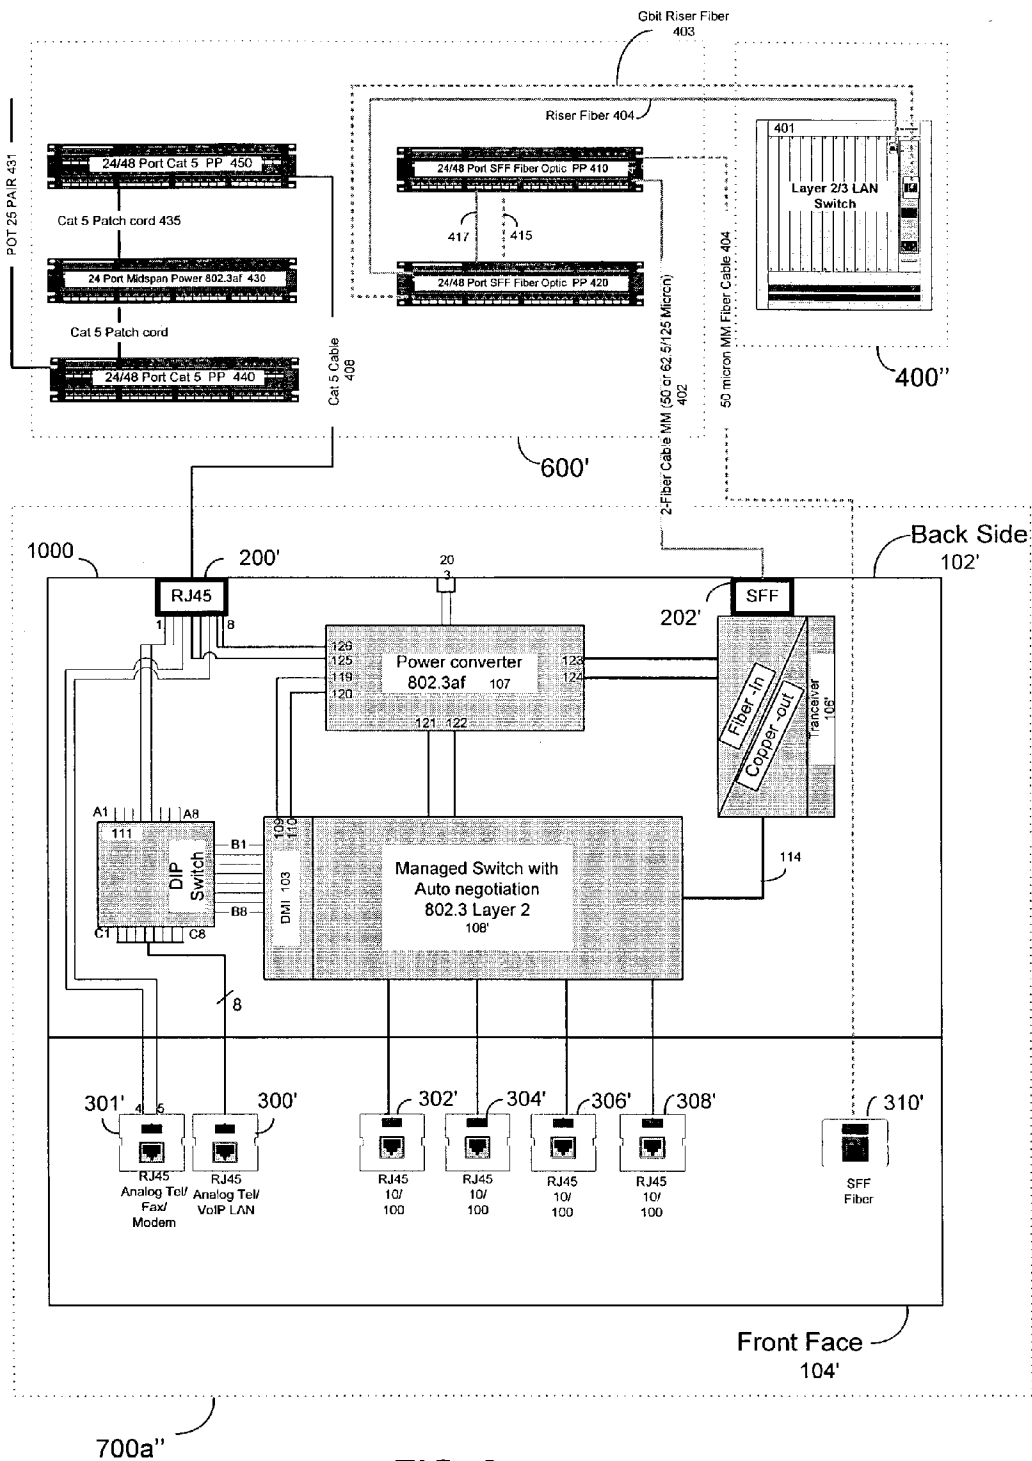 Gbit Riser Fiber
403
Riser Fiber 404
401
Layer 2/3 LAN
Switch
400"
POT 25 PAIR 431
24/48 Port Cat 5 PP 450
Cat 5 Patch cord 435
24 Port Midspan Power 802.3af 430
Cat 5 Patch cord
24/48 Port Cat 5 PP 440
Cat 5 Cable
408
24/48 Port SFF Fiber Optic PP 410
417
415
24/48 Port SFF Fiber Optic PP 420
2-Fiber Cable MM (50 or 62.5/125 Micron)
402
50 micron MM Fiber Cable 404
600'
1000
200'
RJ45
1
8
20
3
SFF
202'
Back Side
102'
126
125
119
120
Power converter
802.3af 107
123
124
121 122
Fiber -in
Copper -out
Tranceiver
106'
A1
A8
111
DIP
Switch
B1
B8
C1
C8
109
110
DMI 103
Managed Switch with
Auto negotiation
802.3 Layer 2
108'
114
8
301'
4 5
300'
302'
304'
306'
308'
310'
RJ45
Analog Tel/
Fax/
Modem
RJ45
Analog Tel/
VoIP LAN
RJ45
10/
100
RJ45
10/
100
RJ45
10/
100
RJ45
10/
100
SFF
Fiber
Front Face
104'
700a"